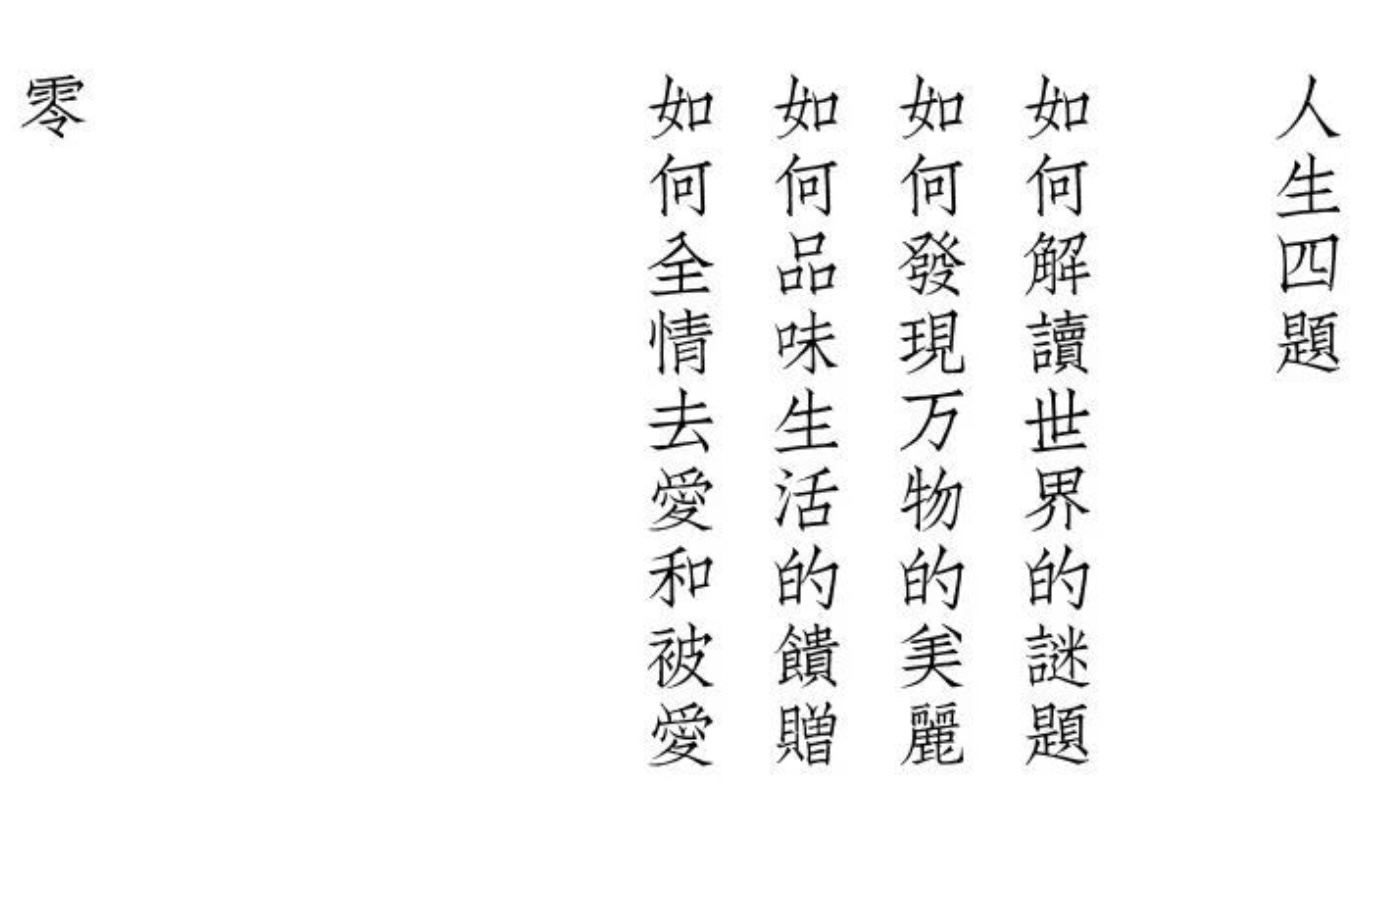 人生四題
如何解讀世界的謎題
如何發現万物的美麗
如何品味生活的饋贈
如何全情去愛和被愛
零